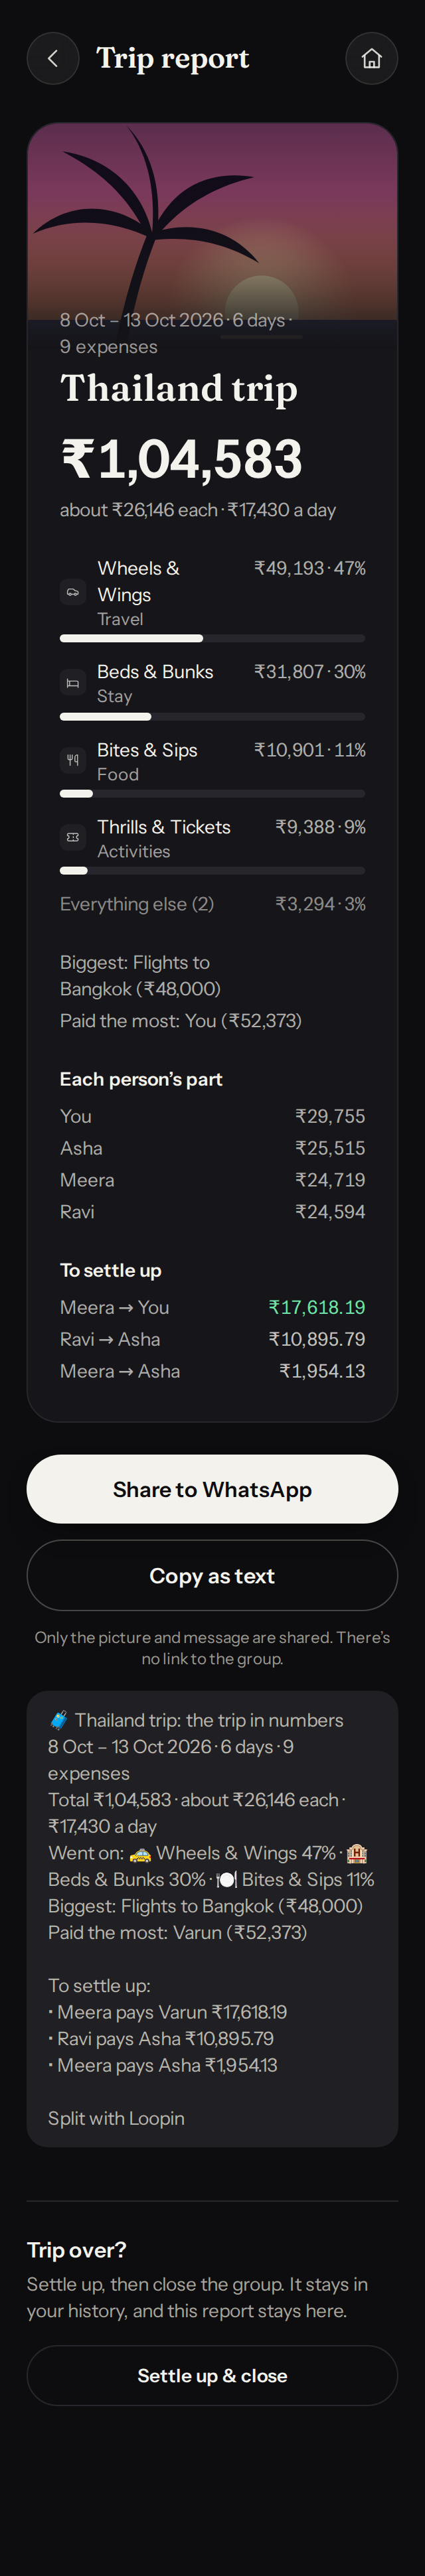 Trip report
8 Oct – 13 Oct 2026 · 6 days ·
9 expenses
Thailand trip
₹1,04,583
about ₹26,146 each · ₹17,430 a day
Wheels & Wings ₹49,193 · 47%
Travel
Beds & Bunks ₹31,807 · 30%
Stay
Bites & Sips ₹10,901 · 11%
Food
Thrills & Tickets ₹9,388 · 9%
Activities
Everything else (2) ₹3,294 · 3%
Biggest: Flights to
Bangkok (₹48,000)
Paid the most: You (₹52,373)
Each person’s part
You ₹29,755
Asha ₹25,515
Meera ₹24,719
Ravi ₹24,594
To settle up
Meera → You ₹17,618.19
Ravi → Asha ₹10,895.79
Meera → Asha ₹1,954.13
Share to WhatsApp
Copy as text
Only the picture and message are shared. There’s
no link to the group.
🧳 Thailand trip: the trip in numbers
8 Oct – 13 Oct 2026 · 6 days · 9
expenses
Total ₹1,04,583 · about ₹26,146 each ·
₹17,430 a day
Went on: 🚕 Wheels & Wings 47% · 🏨
Beds & Bunks 30% · 🍽️ Bites & Sips 11%
Biggest: Flights to Bangkok (₹48,000)
Paid the most: Varun (₹52,373)
To settle up:
• Meera pays Varun ₹17,618.19
• Ravi pays Asha ₹10,895.79
• Meera pays Asha ₹1,954.13
Split with Loopin
Trip over?
Settle up, then close the group. It stays in
your history, and this report stays here.
Settle up & close